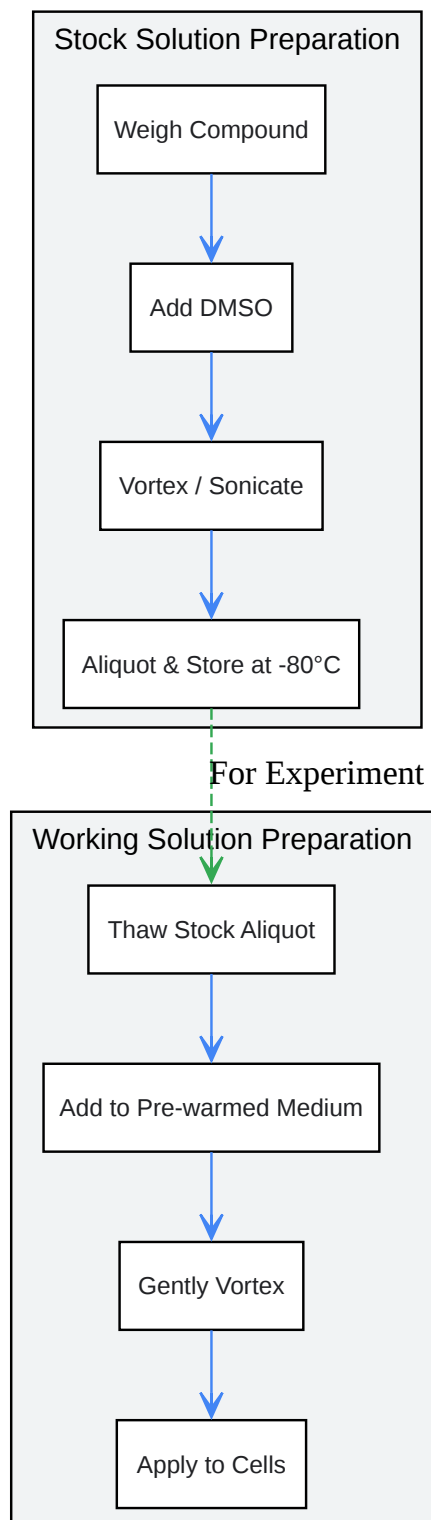 Stock Solution Preparation
Weigh Compound
Add DMSO
Vortex / Sonicate
Aliquot & Store at -80°C
For Experiment
Working Solution Preparation
Thaw Stock Aliquot
Add to Pre-warmed Medium
Gently Vortex
Apply to Cells